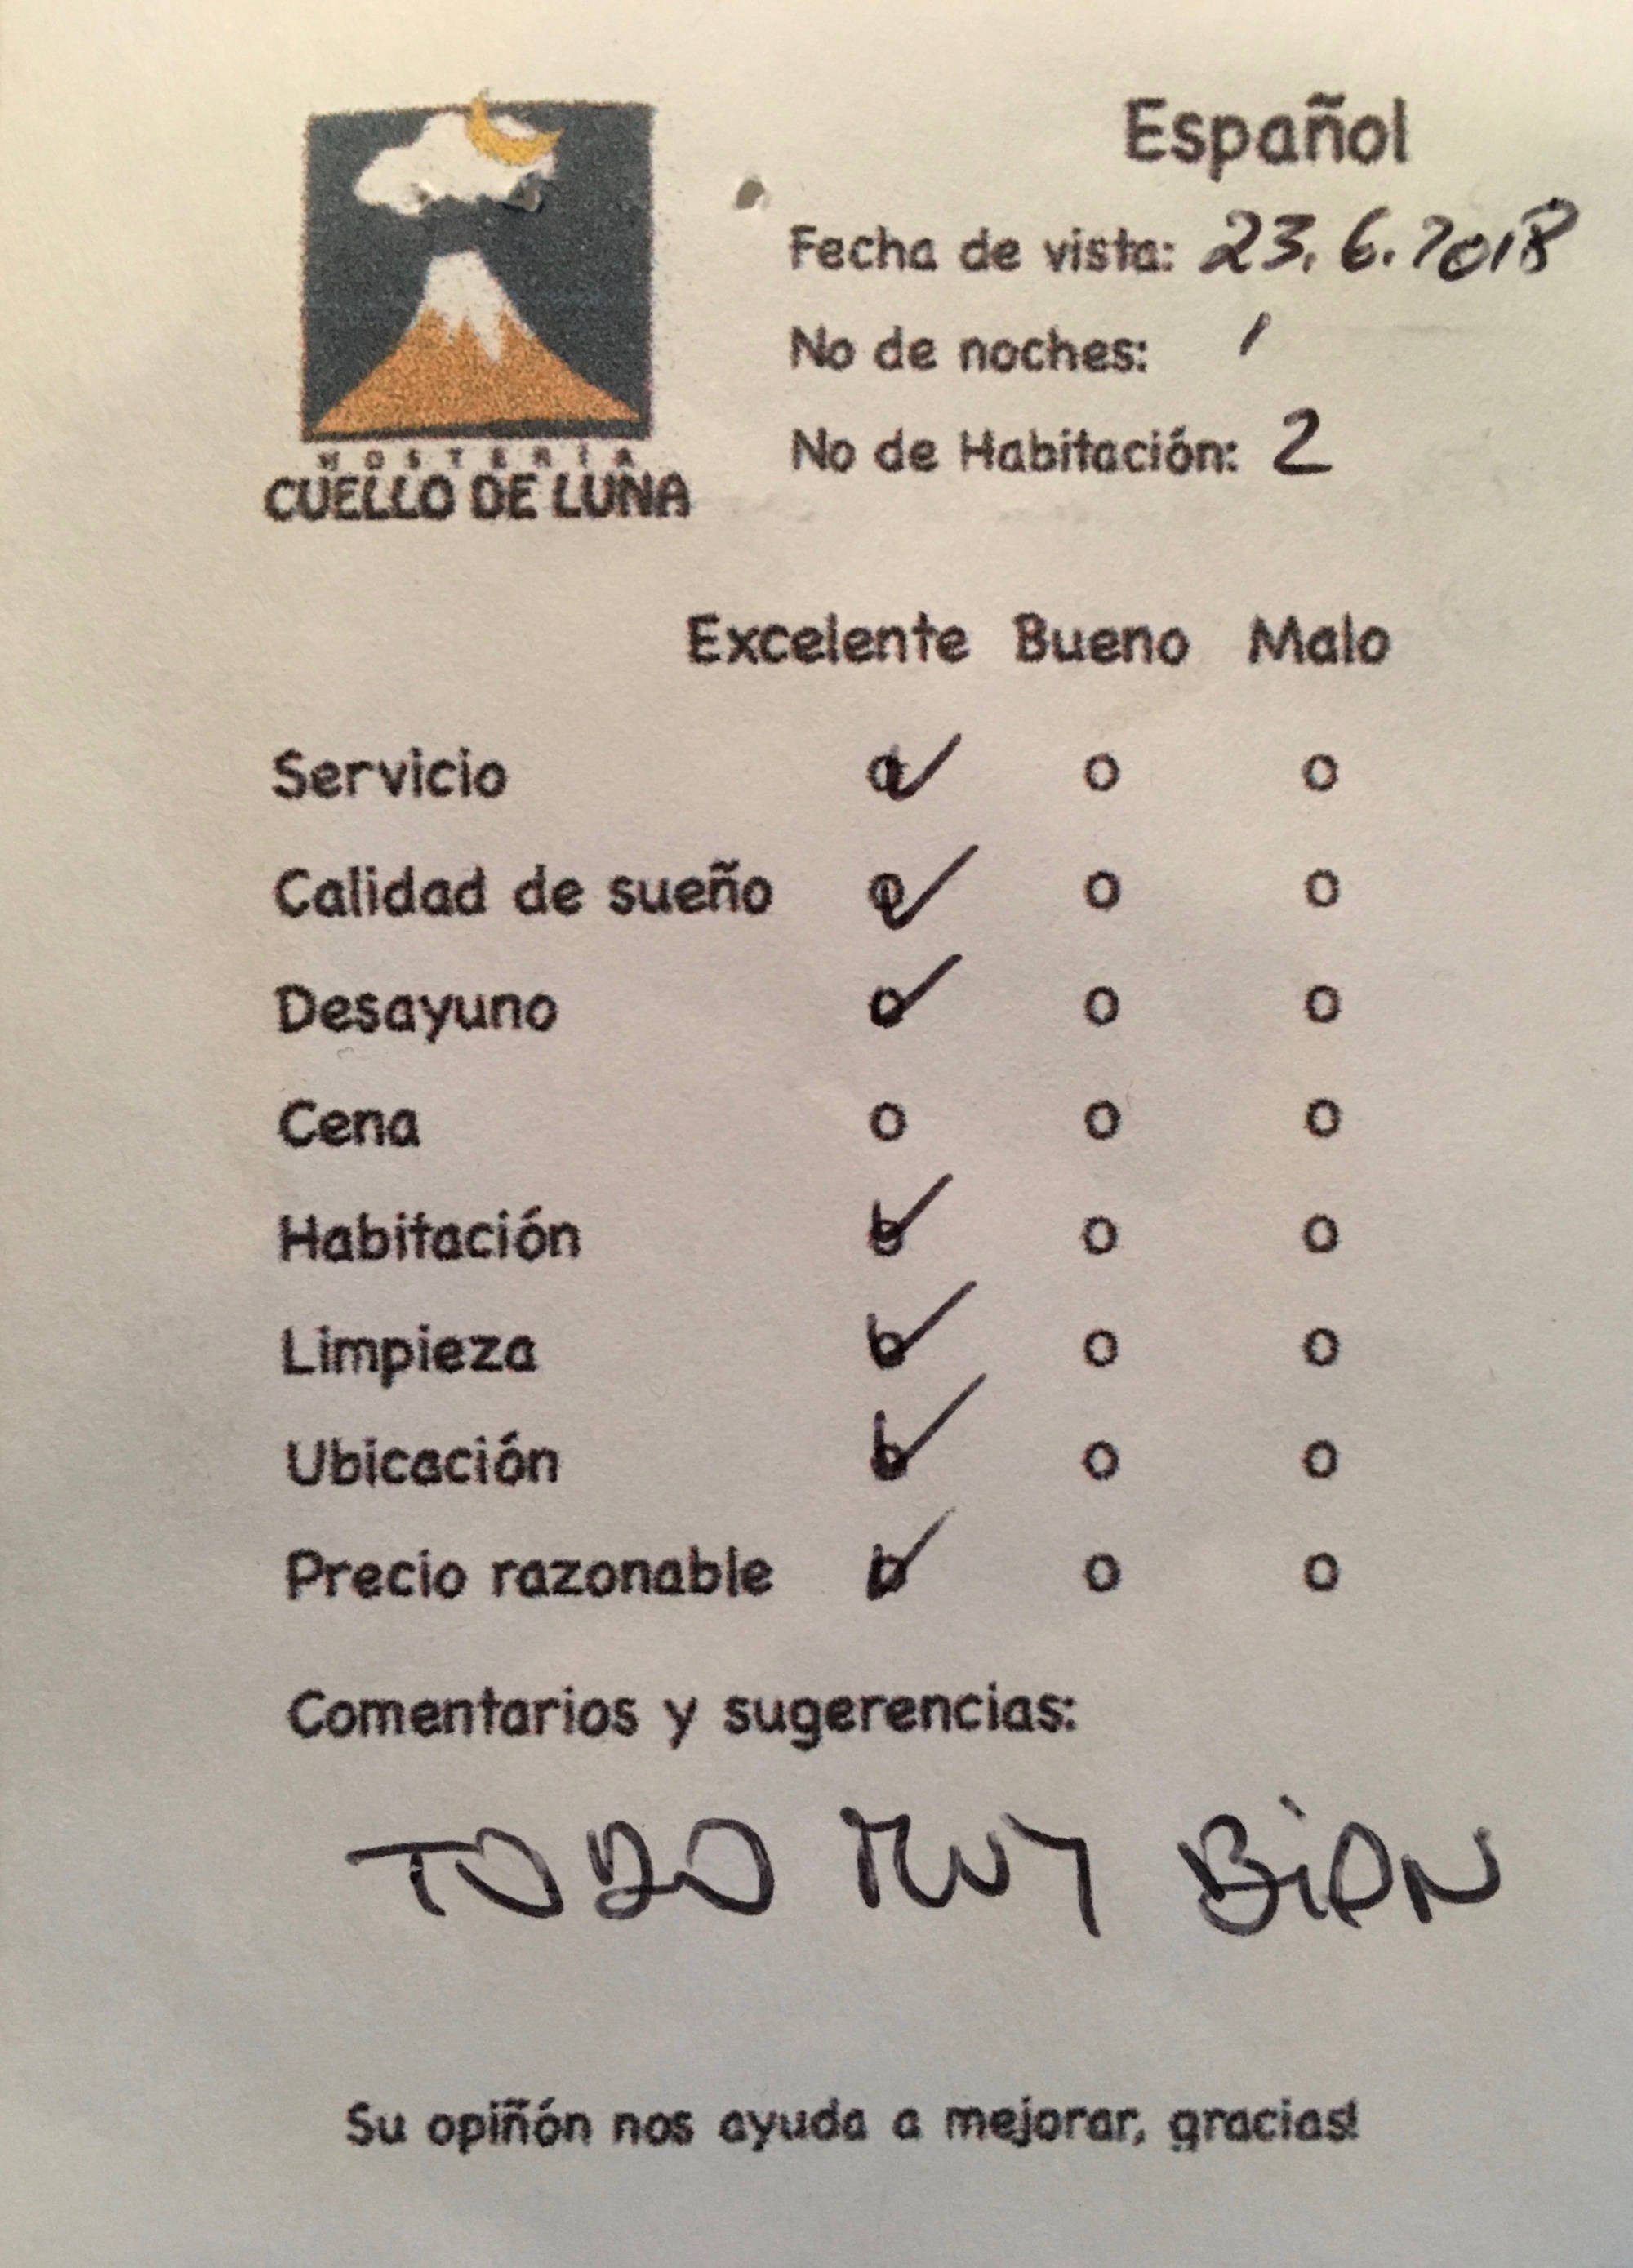 Español
Fecha de vista: 23.6.2018
No de noches: 1
No de Habitación: 2
HOSTERÍA
CUELLO DE LUNA
Excelente Bueno Malo
Servicio o o o
Calidad de sueño o o o
Desayuno o o o
Cena o o o
Habitación o o o
Limpieza o o o
Ubicación o o o
Precio razonable o o o
Comentarios y sugerencias:
TODO MUY BiEN
Su opiñón nos ayuda a mejorar, gracias!